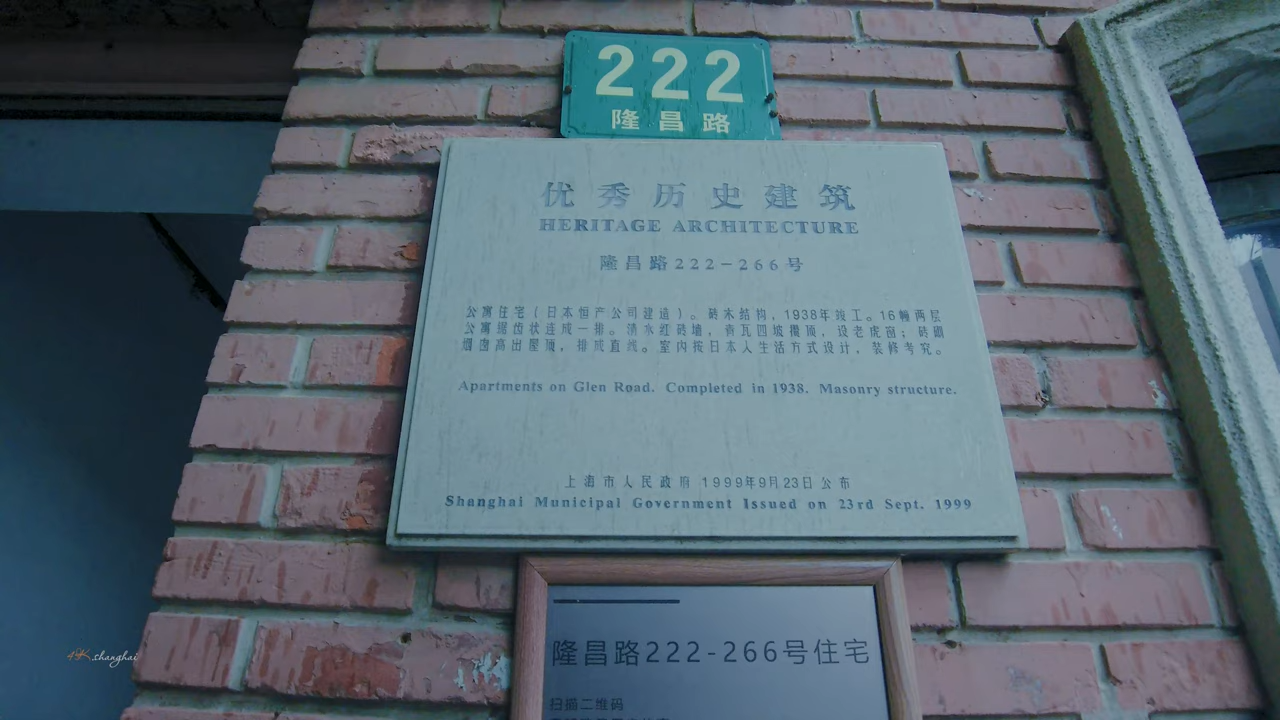 222
隆昌路
优秀历史建筑
HERITAGE ARCHITECTURE
隆昌路222-266号
公寓住宅(日本恒产公司建造)。砖木结构,1938年竣工。16幢两层
公寓锯齿状连成一排。清水红砖墙,青瓦四坡攒顶,设老虎窗;砖砌
烟囱高出屋顶,排成直线。室内按日本人生活方式设计,装修考究。
Apartments on Glen Road. Completed in 1938. Masonry structure.
上海市人民政府 1999年9月23日公布
Shanghai Municipal Government Issued on 23rd Sept. 1999
隆昌路222-266号住宅
扫描二维码
49K.shanghai